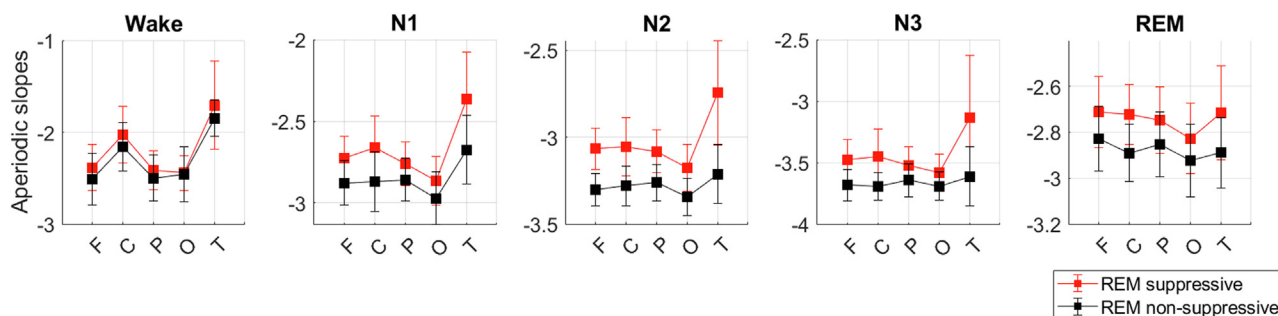 Wake N1 N2 N3 REM
Aperiodic slopes
-1
-2
-3
F C P O T
-2
-2.5
-3
F C P O T
-2.5
-3
-3.5
F C P O T
-2.5
-3
-3.5
-4
F C P O T
-2.6
-2.8
-3
-3.2
F C P O T
REM suppressive
REM non-suppressive